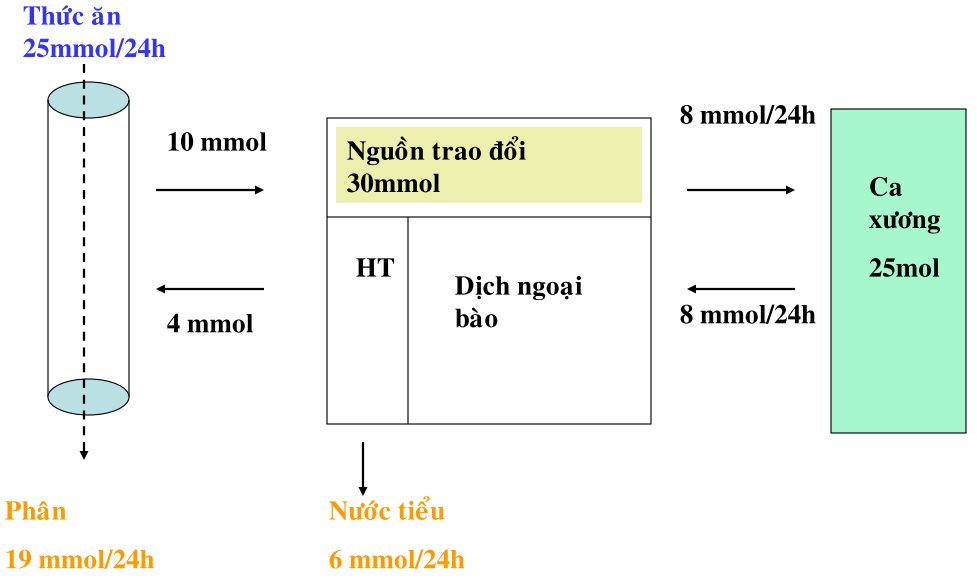 Thức ăn
25mmol/24h
10 mmol
4 mmol
Phân
19 mmol/24h
Nguồn trao đổi
30mmol
HT
Dịch ngoại
bào
Nước tiểu
6 mmol/24h
8 mmol/24h
8 mmol/24h
Ca
xương
25mol